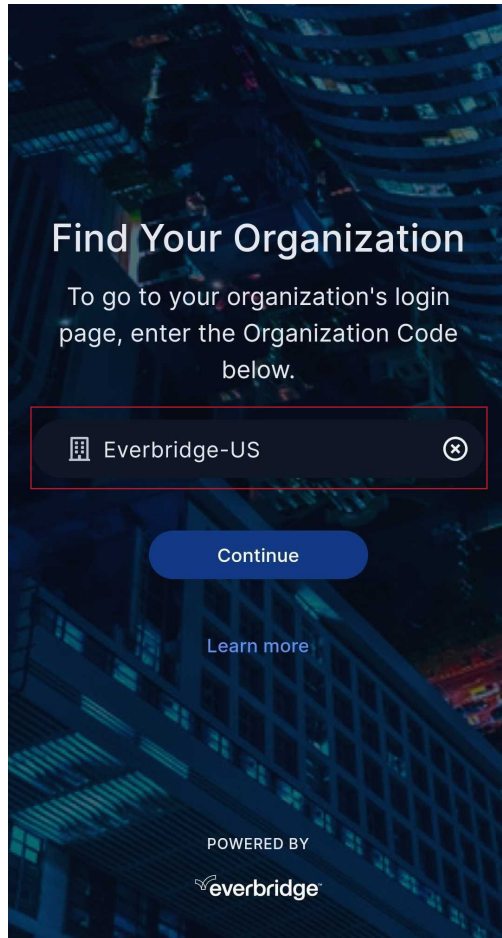 Find Your Organization
To go to your organization's login
page, enter the Organization Code
below.
Everbridge-US
Continue
Learn more
POWERED BY
everbridge